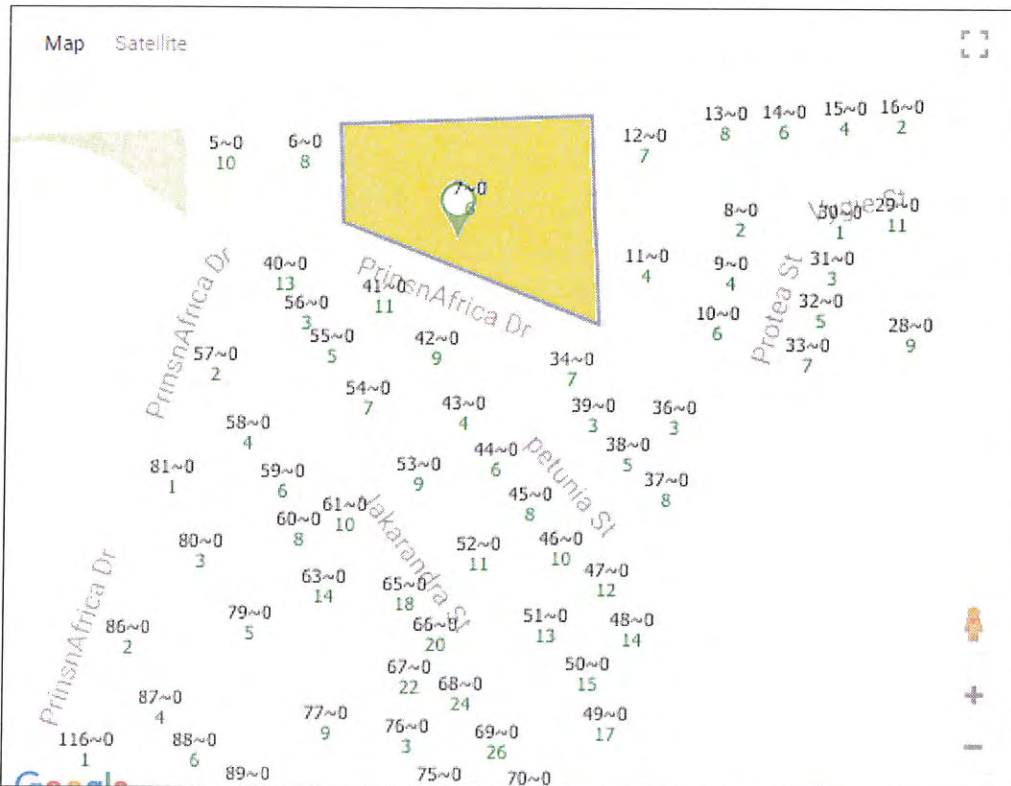 Map Satellite
13~0 14~0 15~0 16~0
8 6 4 2
5~0 6~0 12~0
10 8 7
7~0
8~0 30~0 29~0
2 1 11
Vygie St
40~0 41~0 11~0 9~0 31~0
13 11 4 4 3
PrinsnAfrica Dr
PrinsnAfrica Dr
Protea St
56~0 10~0 32~0
3 6 5
55~0 42~0 33~0 28~0
5 9 7 9
57~0 34~0
2 7
54~0 43~0 39~0 36~0
7 4 3 3
58~0 44~0 38~0
4 6 5
petunia St
81~0 59~0 53~0 45~0 37~0
1 6 9 8 8
61~0
10
60~0
8
Jakarandra St
80~0 52~0 46~0
3 11 10
63~0 65~0 47~0
14 18 12
PrinsnAfrica Dr
86~0 79~0 66~0 51~0 48~0
2 5 20 13 14
67~0 68~0 50~0
22 24 15
87~0 77~0 76~0 49~0
4 9 3 17
116~0 88~0 69~0
1 6 26
89~0 75~0 70~0
Google